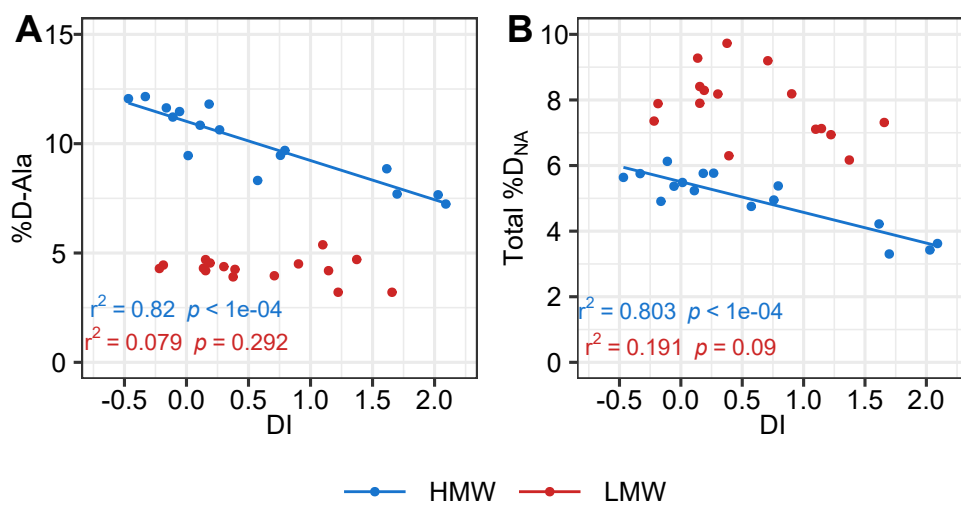 A
15
10
5
0
%D-Ala
r² = 0.82 p < 1e-04
r² = 0.079 p = 0.292
-0.5 0.0 0.5 1.0 1.5 2.0
DI
B
10
8
6
4
2
0
Total %D_NA
r² = 0.803 p < 1e-04
r² = 0.191 p = 0.09
-0.5 0.0 0.5 1.0 1.5 2.0
DI
HMW LMW